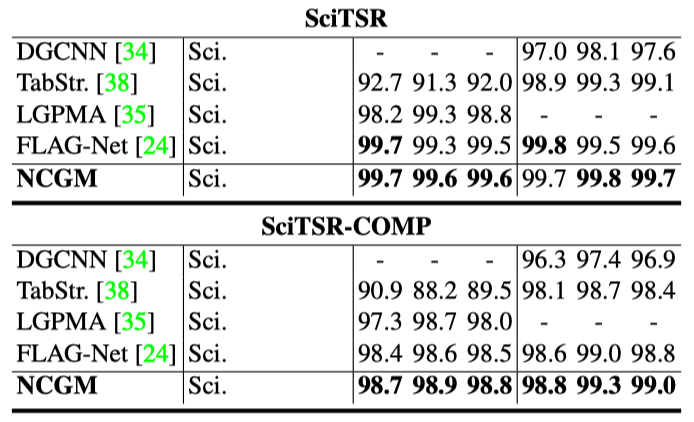 SciTSR
DGCNN [34] Sci. - - - 97.0 98.1 97.6
TabStr. [38] Sci. 92.7 91.3 92.0 98.9 99.3 99.1
LGPMA [35] Sci. 98.2 99.3 98.8 - - -
FLAG-Net [24] Sci. 99.7 99.3 99.5 99.8 99.5 99.6
NCGM Sci. 99.7 99.6 99.6 99.7 99.8 99.7
SciTSR-COMP
DGCNN [34] Sci. - - - 96.3 97.4 96.9
TabStr. [38] Sci. 90.9 88.2 89.5 98.1 98.7 98.4
LGPMA [35] Sci. 97.3 98.7 98.0 - - -
FLAG-Net [24] Sci. 98.4 98.6 98.5 98.6 99.0 98.8
NCGM Sci. 98.7 98.9 98.8 98.8 99.3 99.0